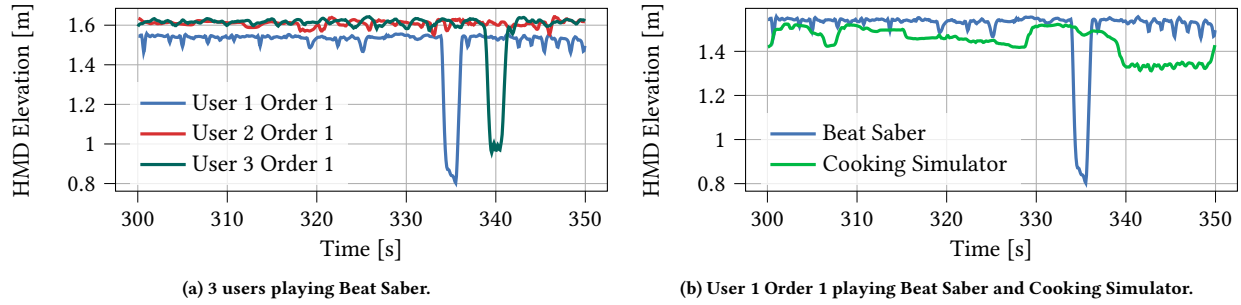 HMD Elevation [m]
1.6
1.4
1.2
1
0.8
User 1 Order 1
User 2 Order 1
User 3 Order 1
300
310
320
330
340
350
Time [s]
(a) 3 users playing Beat Saber.
HMD Elevation [m]
1.4
1.2
1
0.8
Beat Saber
Cooking Simulator
300
310
320
330
340
350
Time [s]
(b) User 1 Order 1 playing Beat Saber and Cooking Simulator.